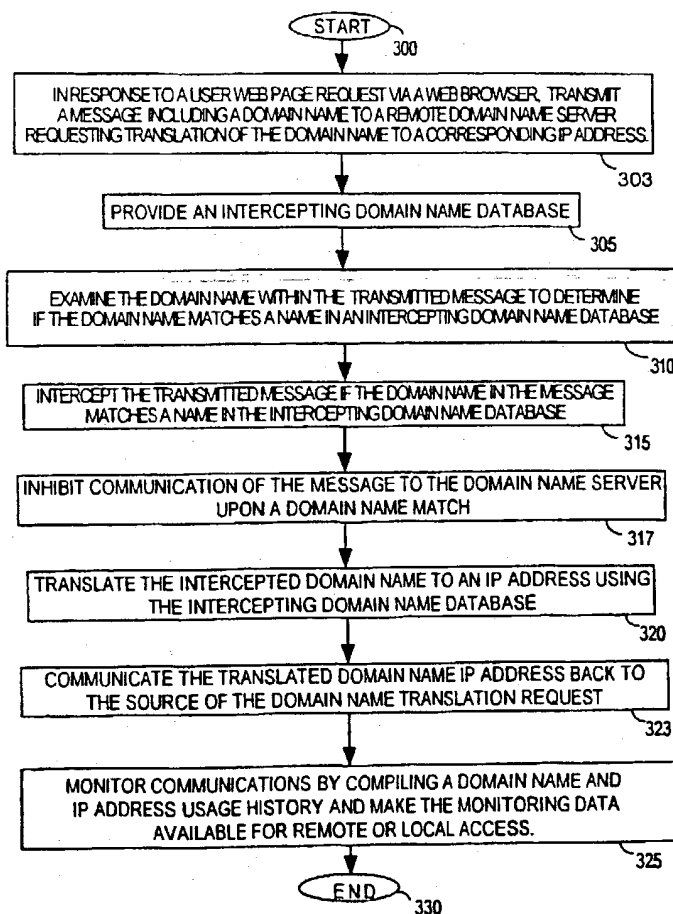 START
300
IN RESPONSE TO A USER WEB PAGE REQUEST VIA A WEB BROWSER, TRANSMIT
A MESSAGE INCLUDING A DOMAIN NAME TO A REMOTE DOMAIN NAME SERVER
REQUESTING TRANSLATION OF THE DOMAIN NAME TO A CORRESPONDING IP ADDRESS.
303
PROVIDE AN INTERCEPTING DOMAIN NAME DATABASE
305
EXAMINE THE DOMAIN NAME WITHIN THE TRANSMITTED MESSAGE TO DETERMINE
IF THE DOMAIN NAME MATCHES A NAME IN AN INTERCEPTING DOMAIN NAME DATABASE
310
INTERCEPT THE TRANSMITTED MESSAGE IF THE DOMAIN NAME IN THE MESSAGE
MATCHES A NAME IN THE INTERCEPTING DOMAIN NAME DATABASE
315
INHIBIT COMMUNICATION OF THE MESSAGE TO THE DOMAIN NAME SERVER
UPON A DOMAIN NAME MATCH
317
TRANSLATE THE INTERCEPTED DOMAIN NAME TO AN IP ADDRESS USING
THE INTERCEPTING DOMAIN NAME DATABASE
320
COMMUNICATE THE TRANSLATED DOMAIN NAME IP ADDRESS BACK TO
THE SOURCE OF THE DOMAIN NAME TRANSLATION REQUEST
323
MONITOR COMMUNICATIONS BY COMPILING A DOMAIN NAME AND
IP ADDRESS USAGE HISTORY AND MAKE THE MONITORING DATA
AVAILABLE FOR REMOTE OR LOCAL ACCESS.
325
END
330